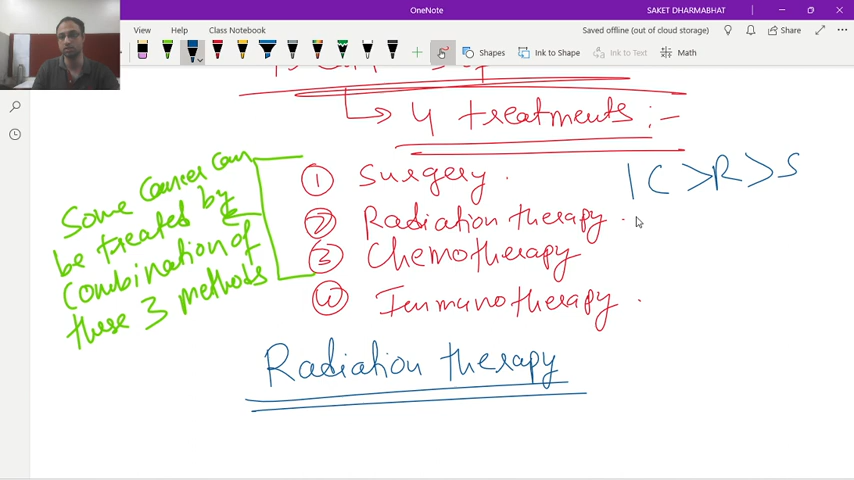 OneNote
SAKET DHARMABHAT
View Help Class Notebook
Saved offline (out of cloud storage)
Share
Shapes
Ink to Shape
Ink to Text
Math
4 treatments :-
① Surgery .
② Radiation therapy .
③ Chemotherapy
④ Immunotherapy .
| C > R > S
Some Cancer Can
be treated by
Combination of
these 3 methods
Radiation therapy